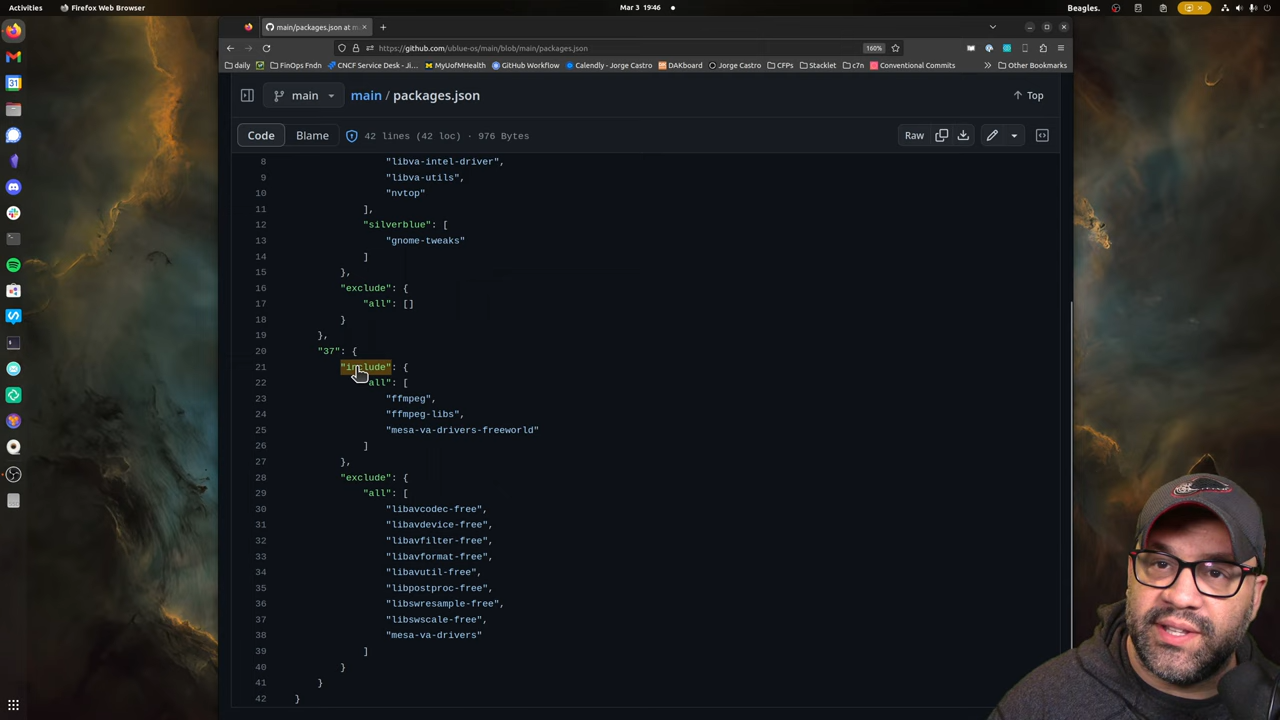 Activities
Firefox Web Browser
Mar 3 19:46
Beagles.
main/packages.json at m
https://github.com/ublue-os/main/blob/main/packages.json
160%
daily
FinOps Fndn
CNCF Service Desk - Ji...
MyUofMHealth
GitHub Workflow
Calendly - Jorge Castro
DAKboard
Jorge Castro
CFPs
Stacklet
c7n
Conventional Commits
Other Bookmarks
main
main / packages.json
Top
Code
Blame
42 lines (42 loc) · 976 Bytes
Raw
8 "libva-intel-driver",
9 "libva-utils",
10 "nvtop"
11 ],
12 "silverblue": [
13 "gnome-tweaks"
14 ]
15 },
16 "exclude": {
17 "all": []
18 }
19 },
20 "37": {
21 "include": {
22 all": [
23 "ffmpeg",
24 "ffmpeg-libs",
25 "mesa-va-drivers-freeworld"
26 ]
27 },
28 "exclude": {
29 "all": [
30 "libavcodec-free",
31 "libavdevice-free",
32 "libavfilter-free",
33 "libavformat-free",
34 "libavutil-free",
35 "libpostproc-free",
36 "libswresample-free",
37 "libswscale-free",
38 "mesa-va-drivers"
39 ]
40 }
41 }
42 }